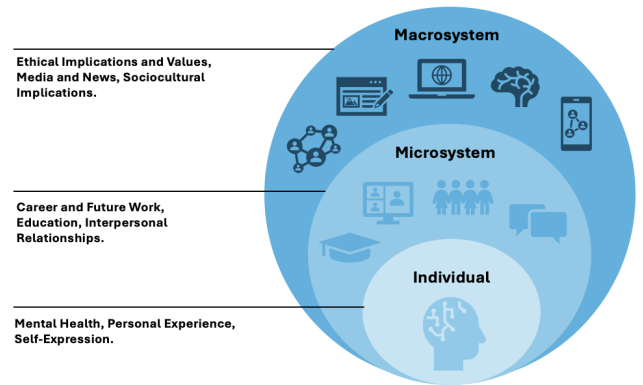 Macrosystem
Ethical Implications and Values,
Media and News, Sociocultural
Implications.
Microsystem
Career and Future Work,
Education, Interpersonal
Relationships.
Individual
Mental Health, Personal Experience,
Self-Expression.